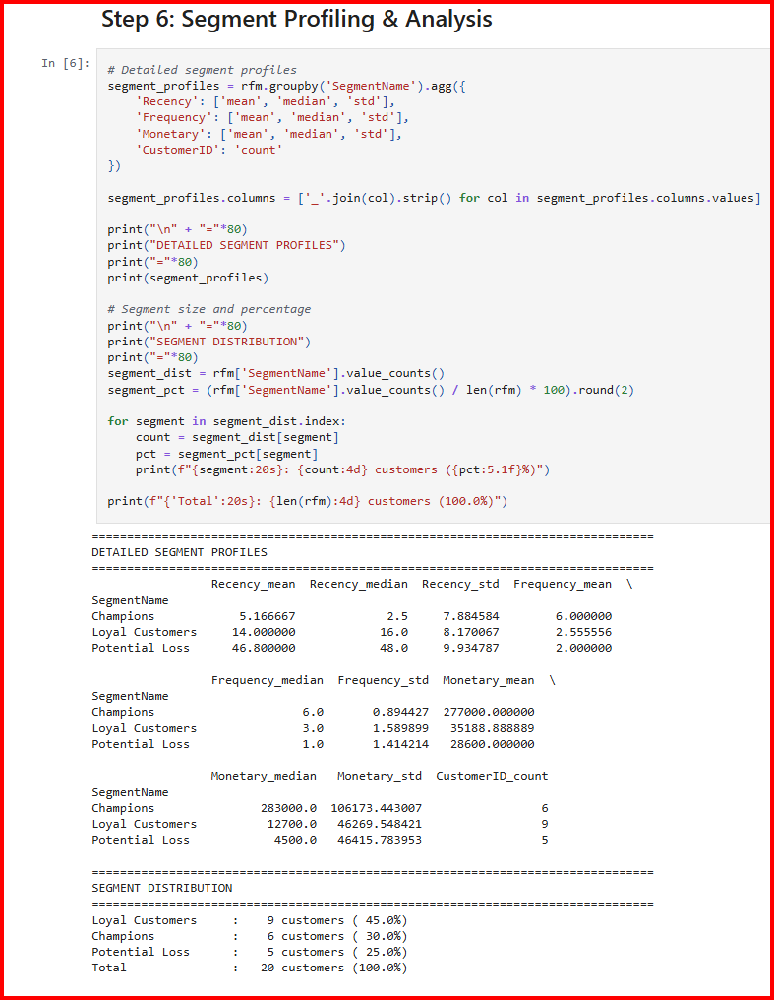 Step 6: Segment Profiling & Analysis
In [6]:
# Detailed segment profiles
segment_profiles = rfm.groupby('SegmentName').agg({
    'Recency': ['mean', 'median', 'std'],
    'Frequency': ['mean', 'median', 'std'],
    'Monetary': ['mean', 'median', 'std'],
    'CustomerID': 'count'
})

segment_profiles.columns = ['_'.join(col).strip() for col in segment_profiles.columns.values]

print("\n" + "="*80)
print("DETAILED SEGMENT PROFILES")
print("="*80)
print(segment_profiles)

# Segment size and percentage
print("\n" + "="*80)
print("SEGMENT DISTRIBUTION")
print("="*80)
segment_dist = rfm['SegmentName'].value_counts()
segment_pct = (rfm['SegmentName'].value_counts() / len(rfm) * 100).round(2)

for segment in segment_dist.index:
    count = segment_dist[segment]
    pct = segment_pct[segment]
    print(f"{segment:20s}: {count:4d} customers ({pct:5.1f}%)")

print(f"{'Total':20s}: {len(rfm):4d} customers (100.0%)")

================================================================================
DETAILED SEGMENT PROFILES
================================================================================
                 Recency_mean  Recency_median  Recency_std  Frequency_mean  \
SegmentName
Champions            5.166667             2.5     7.884584        6.000000
Loyal Customers     14.000000            16.0     8.170067        2.555556
Potential Loss      46.800000            48.0     9.934787        2.000000

                 Frequency_median  Frequency_std  Monetary_mean  \
SegmentName
Champions                     6.0       0.894427  277000.000000
Loyal Customers               3.0       1.589899   35188.888889
Potential Loss                1.0       1.414214   28600.000000

                 Monetary_median   Monetary_std  CustomerID_count
SegmentName
Champions               283000.0  106173.443007                 6
Loyal Customers          12700.0   46269.548421                 9
Potential Loss            4500.0   46415.783953                 5

================================================================================
SEGMENT DISTRIBUTION
================================================================================
Loyal Customers     :    9 customers ( 45.0%)
Champions           :    6 customers ( 30.0%)
Potential Loss      :    5 customers ( 25.0%)
Total               :   20 customers (100.0%)